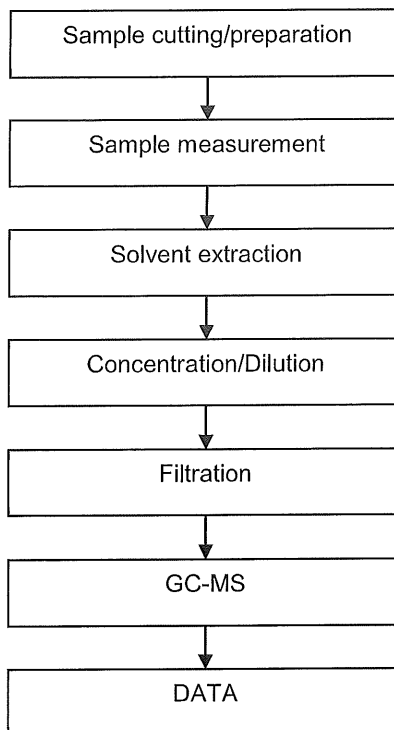 Sample cutting/preparation
Sample measurement
Solvent extraction
Concentration/Dilution
Filtration
GC-MS
DATA